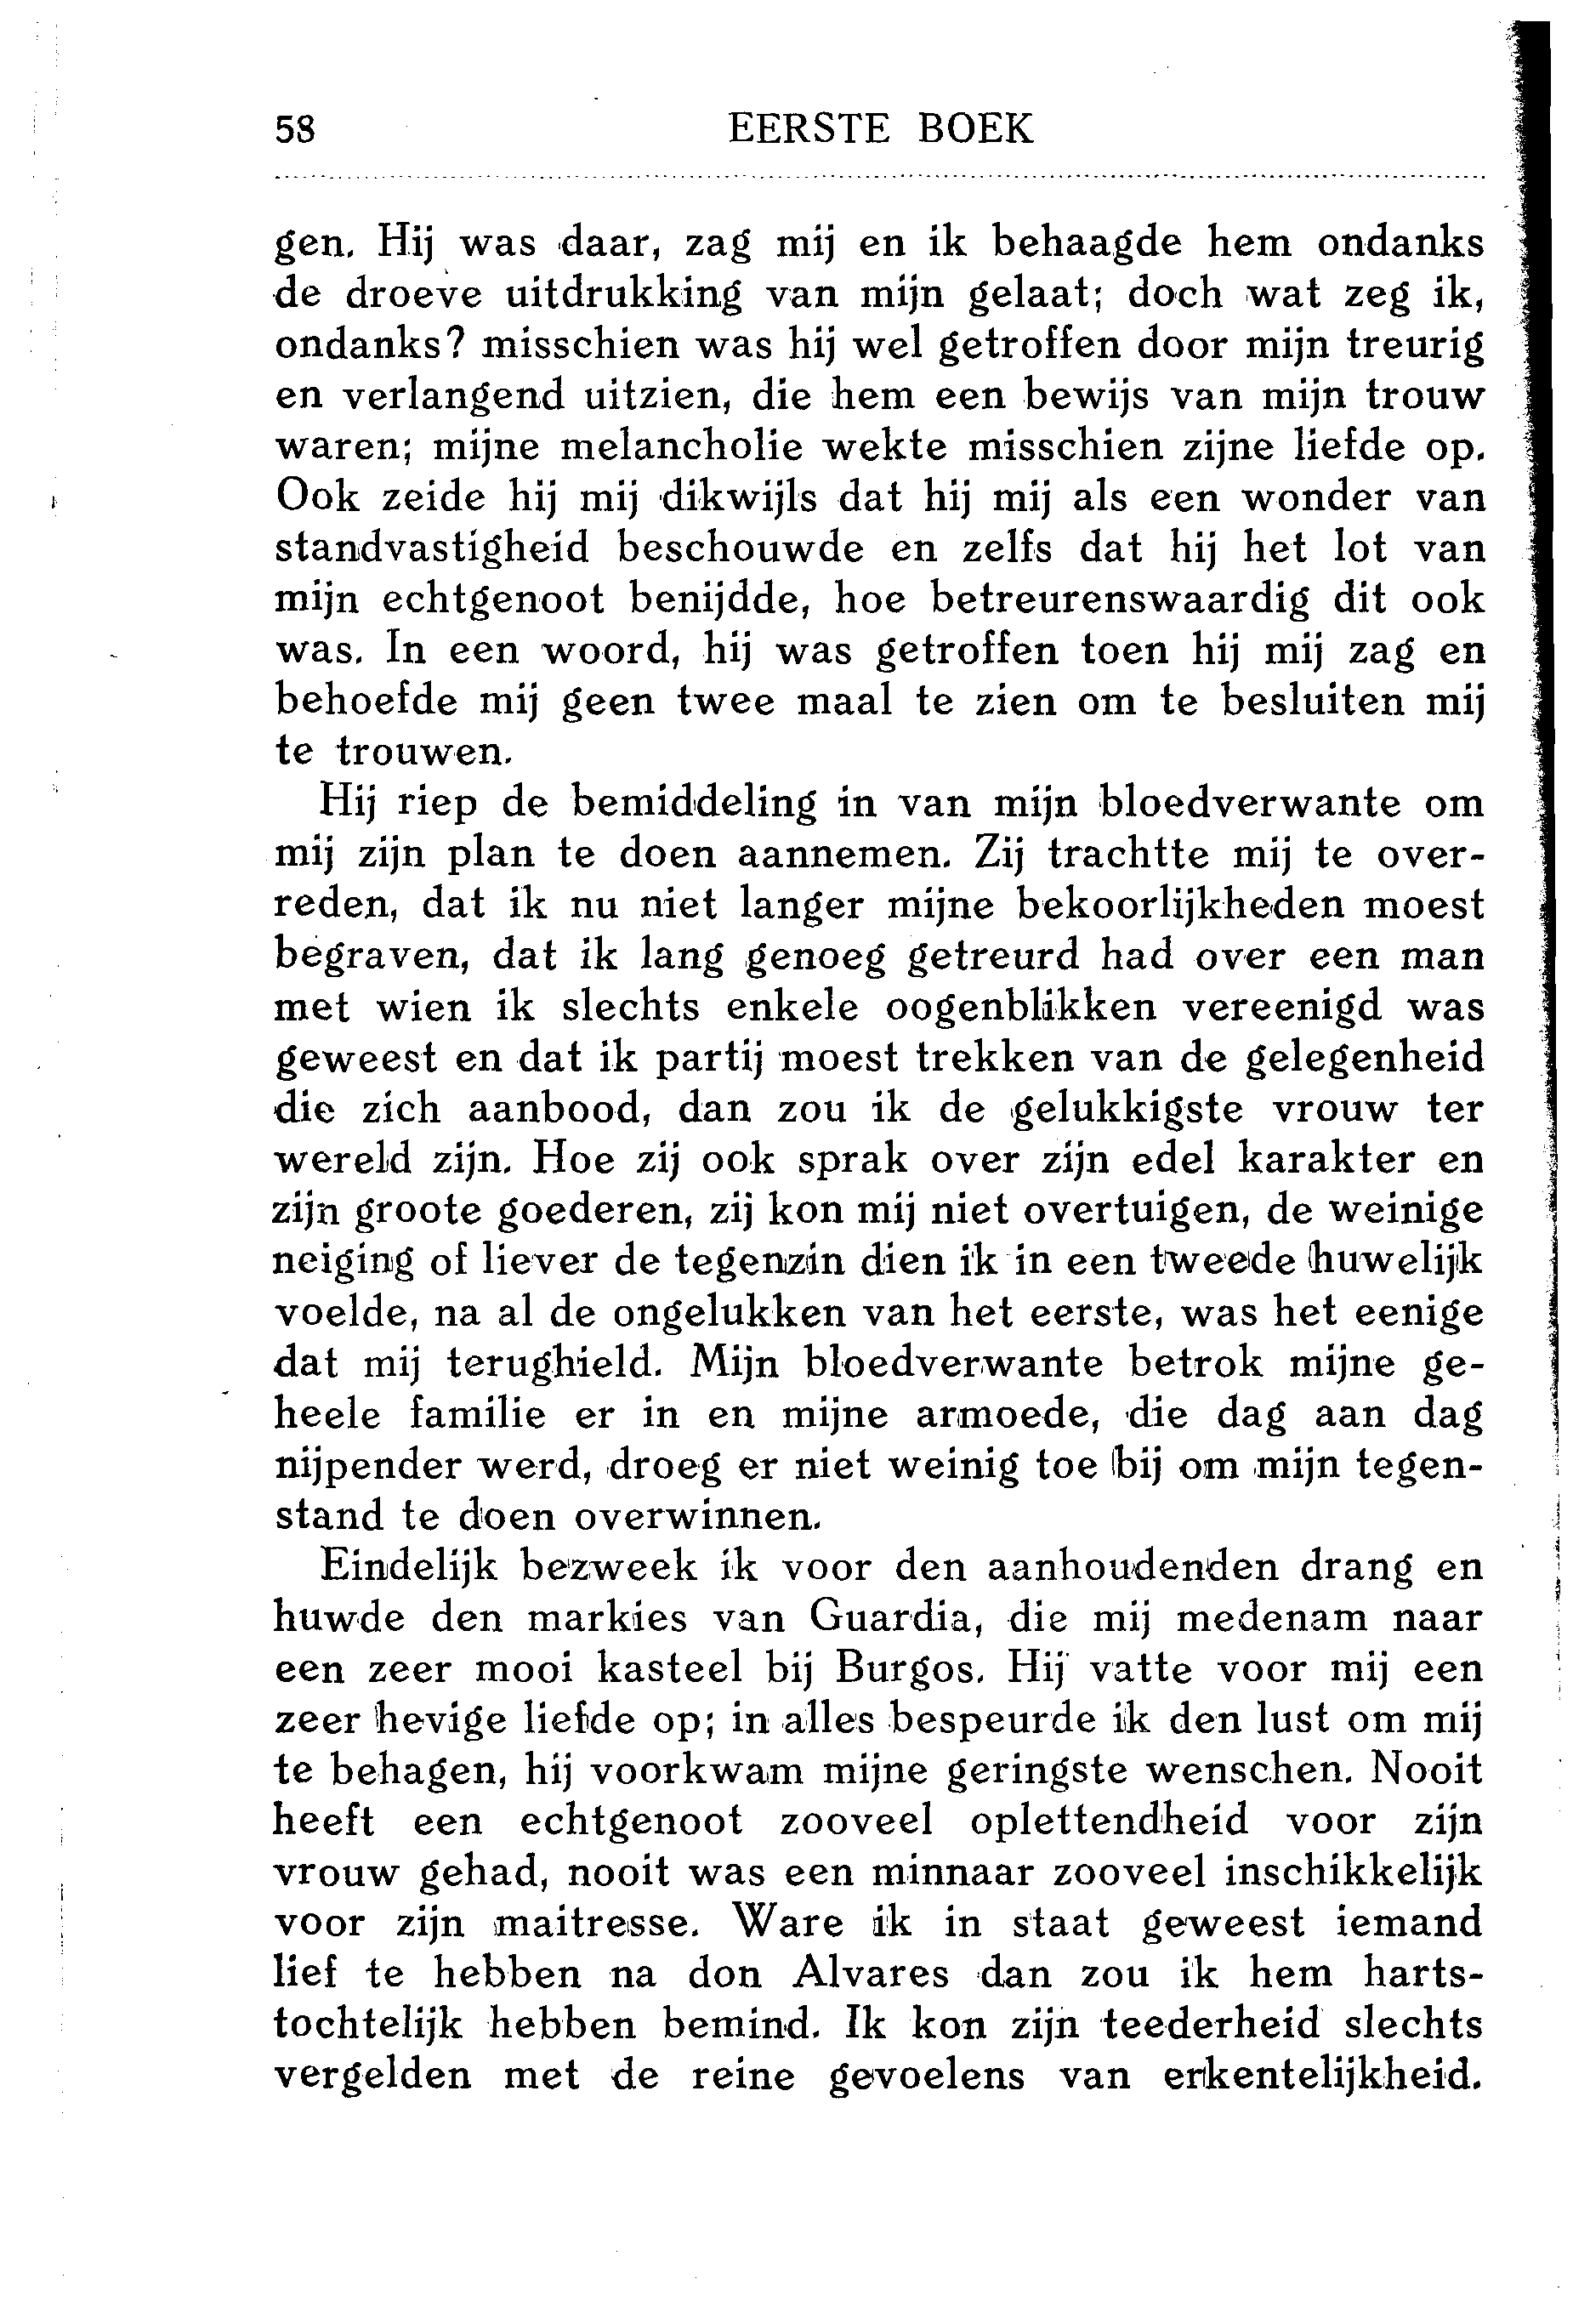 58 EERSTE BOEK
gen. Hij was daar, zag mij en ik behaagde hem ondanks
de droeve uitdrukking van mijn gelaat; doch wat zeg ik,
ondanks? misschien was hij wel getroffen door mijn treurig
en verlangend uitzien, die hem een bewijs van mijn trouw
waren; mijne melancholie wekte misschien zijne liefde op.
Ook zeide hij mij dikwijls dat hij mij als een wonder van
standvastigheid beschouwde en zelfs dat hij het lot van
mijn echtgenoot benijdde, hoe betreurenswaardig dit ook
was. In een woord, hij was getroffen toen hij mij zag en
behoefde mij geen twee maal te zien om te besluiten mij
te trouwen.
Hij riep de bemiddeling in van mijn bloedverwante om
mij zijn plan te doen aannemen. Zij trachtte mij te over-
reden, dat ik nu niet langer mijne bekoorlijkheden moest
begraven, dat ik lang genoeg getreurd had over een man
met wien ik slechts enkele oogenblikken vereenigd was
geweest en dat ik partij moest trekken van de gelegenheid
die zich aanbood, dan zou ik de gelukkigste vrouw ter
wereld zijn. Hoe zij ook sprak over zijn edel karakter en
zijn groote goederen, zij kon mij niet overtuigen, de weinige
neiging of liever de tegenzin dien ik in een tweede huwelijk
voelde, na al de ongelukken van het eerste, was het eenige
dat mij terughield. Mijn bloedverwante betrok mijne ge-
heele familie er in en mijne armoede, die dag aan dag
nijpender werd, droeg er niet weinig toe bij om mijn tegen-
stand te doen overwinnen.
Eindelijk bezweek ik voor den aanhoudenden drang en
huwde den markies van Guardia, die mij medenam naar
een zeer mooi kasteel bij Burgos. Hij vatte voor mij een
zeer hevige liefde op; in alles bespeurde ik den lust om mij
te behagen, hij voorkwam mijne geringste wenschen. Nooit
heeft een echtgenoot zooveel oplettendheid voor zijn
vrouw gehad, nooit was een minnaar zooveel inschikkelijk
voor zijn maitresse. Ware ik in staat geweest iemand
lief te hebben na don Alvares dan zou ik hem harts-
tochtelijk hebben bemind. Ik kon zijn teederheid slechts
vergelden met de reine gevoelens van erkentelijkheid.